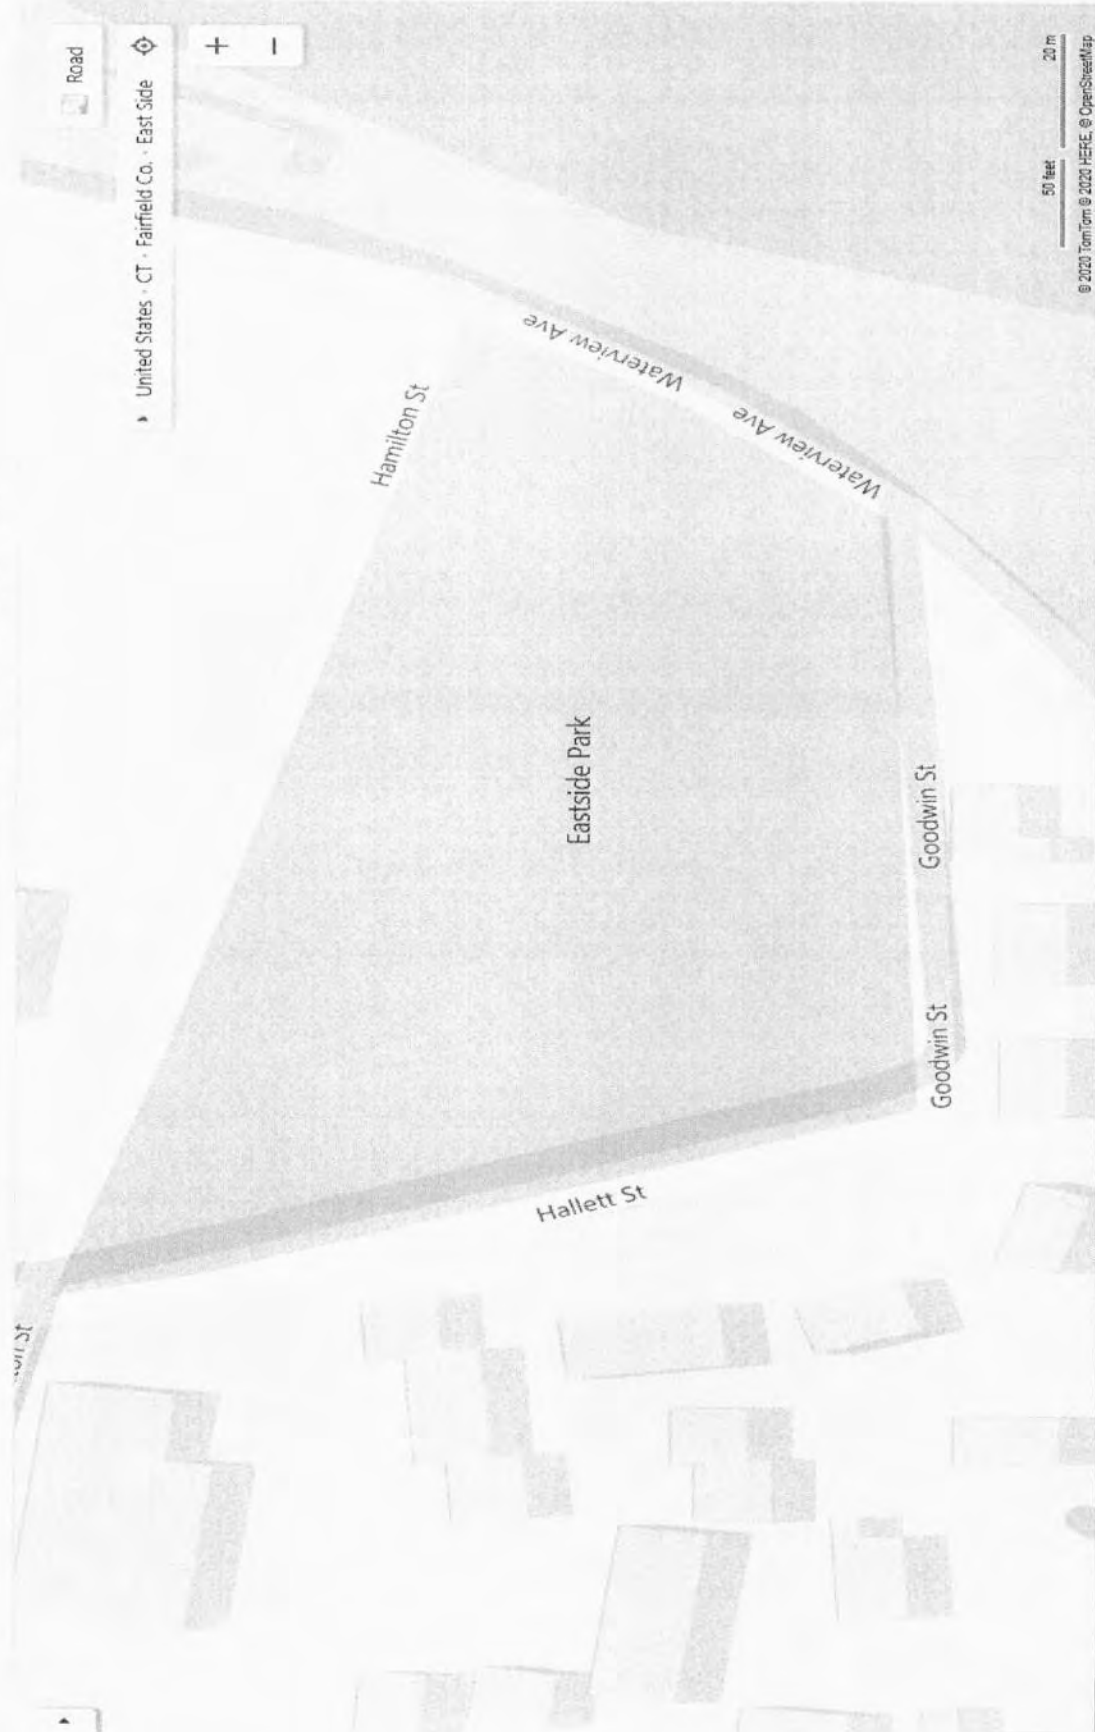 Road
United States · CT · Fairfield Co. · East Side
+
−
Hamilton St
Waterview Ave
Waterview Ave
Eastside Park
Goodwin St
Goodwin St
Hallett St
50 feet
20 m
© 2020 TomTom © 2020 HERE, © OpenStreetMap